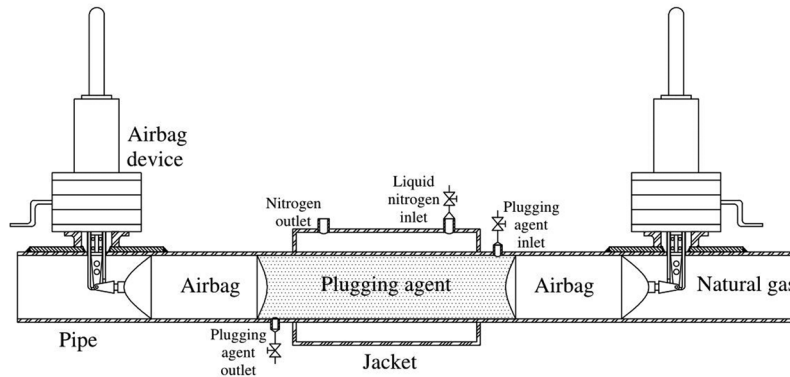 Airbag
device
Nitrogen
outlet
Liquid
nitrogen
inlet
Plugging
agent
inlet
Airbag
Plugging agent
Airbag
Natural gas
Pipe
Plugging
agent
outlet
Jacket